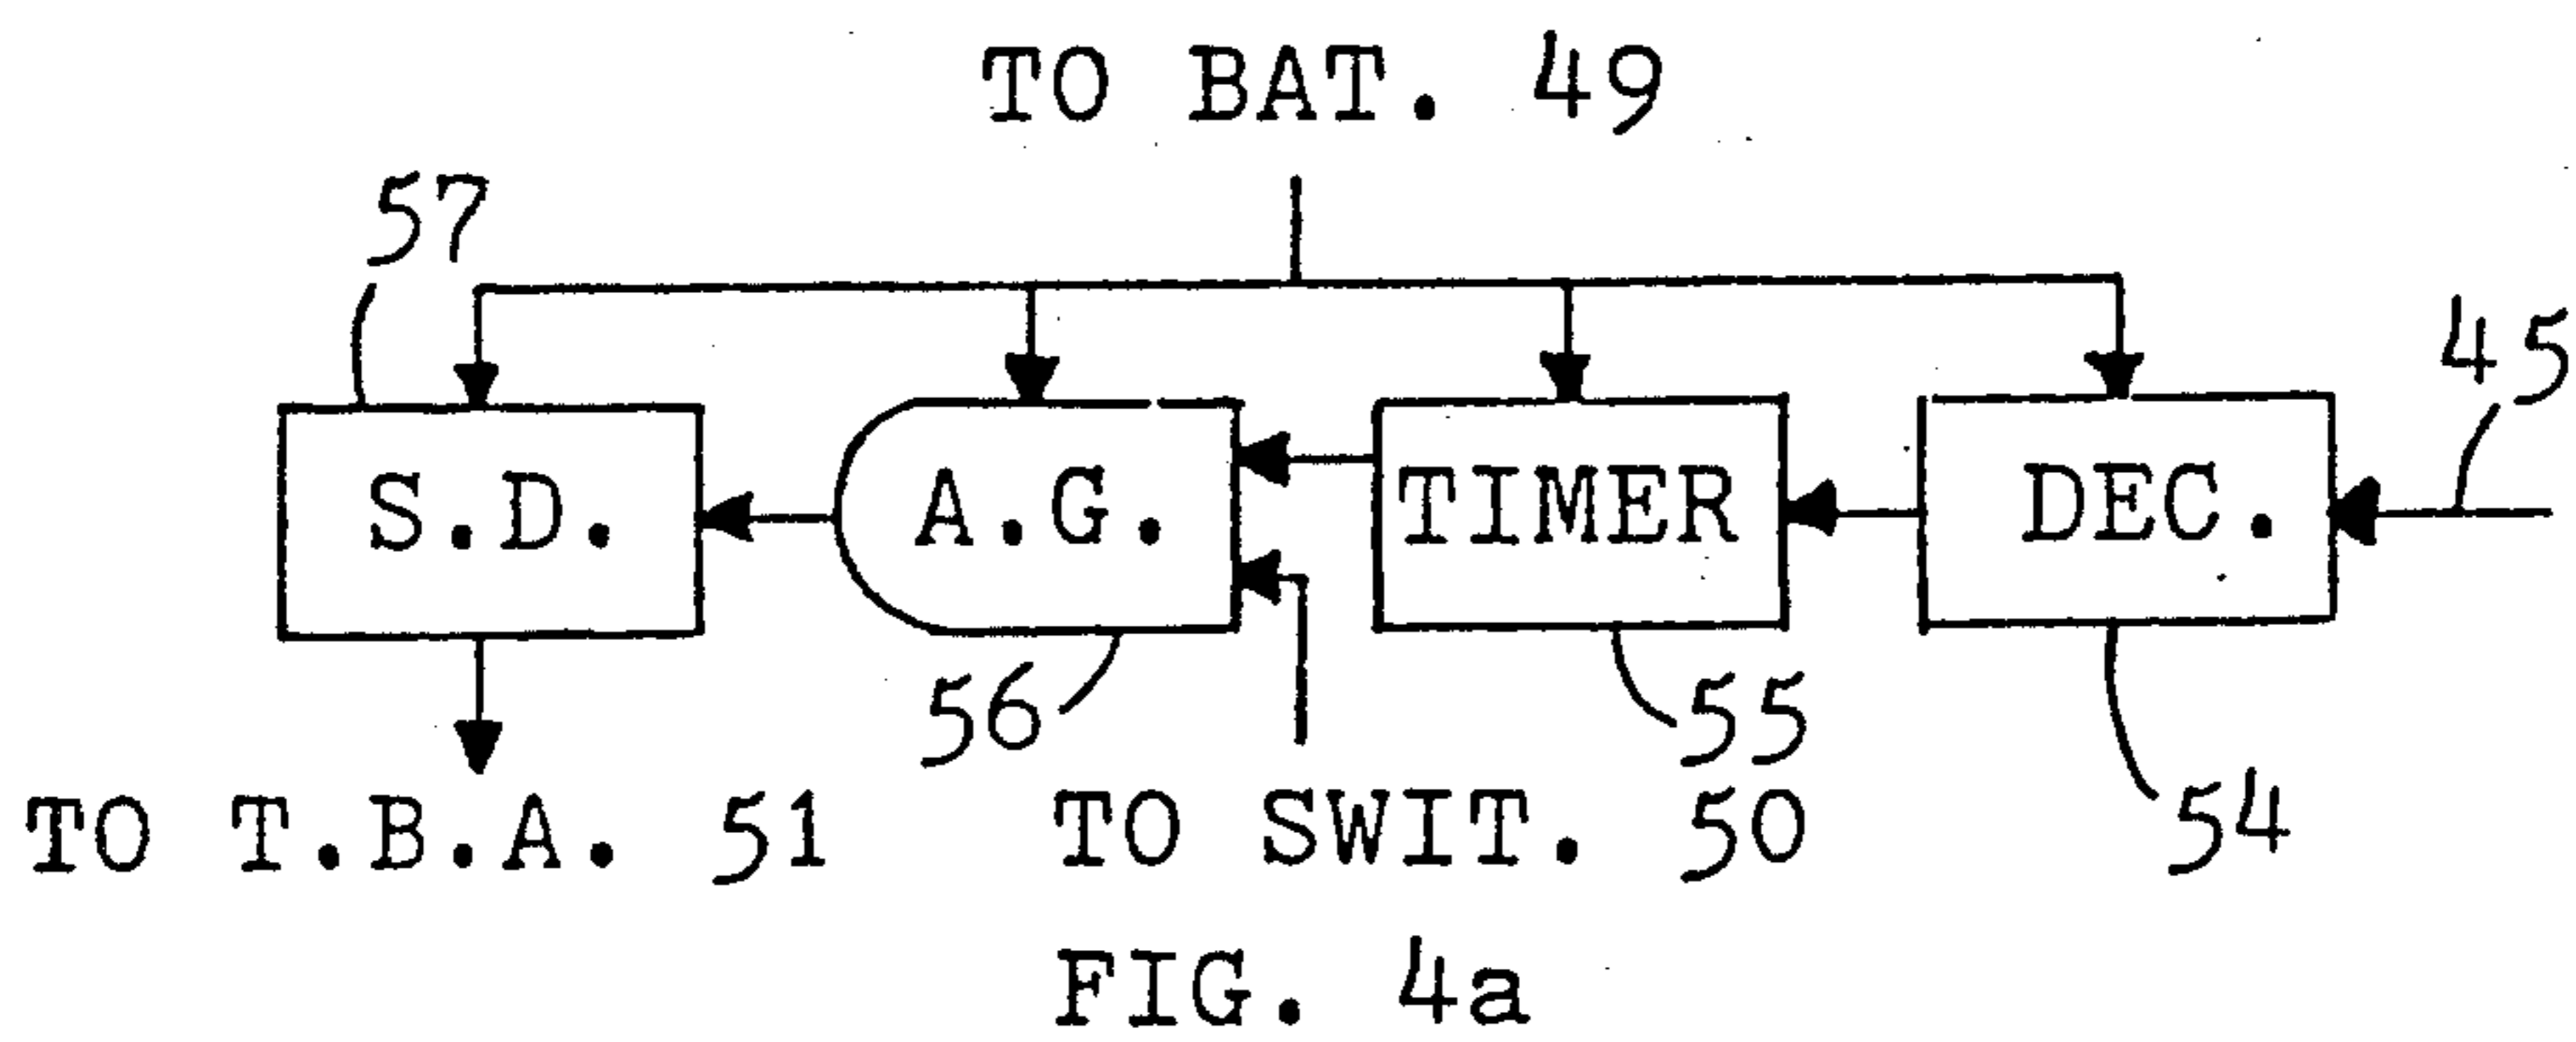 TO BAT. 49
57
45
S.D.
A.G.
TIMER
DEC.
56
55
54
TO T.B.A. 51
TO SWIT. 50
FIG. 4a